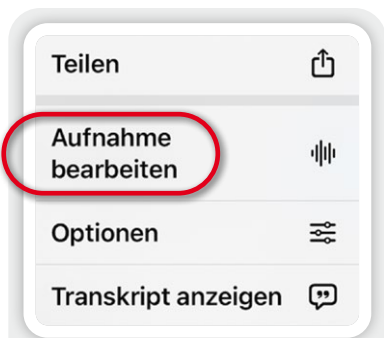 Teilen
Aufnahme
bearbeiten
Optionen
Transkript anzeigen